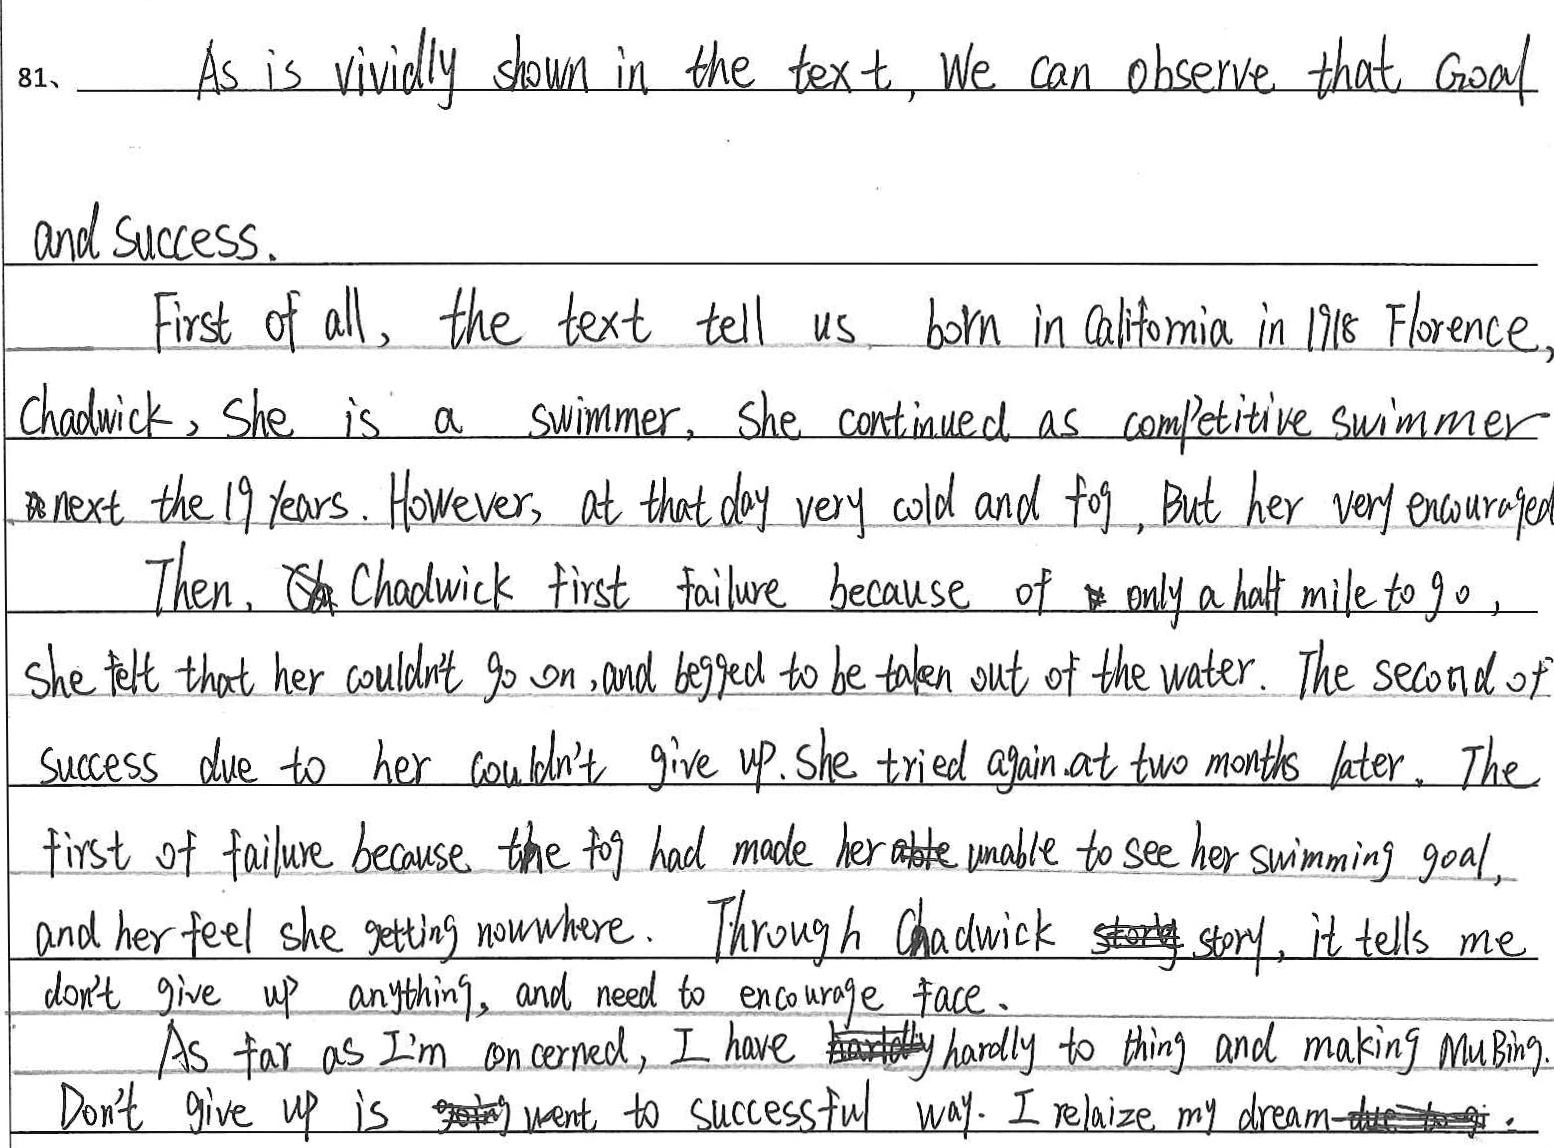 81、 As is vividly shown in the text, We can observe that Goal
and Success.
First of all, the text tell us born in California in 1918 Florence,
Chadwick, She is a swimmer, She continued as competitive swimmer
next the 19 Years. However, at that day very cold and fog, But her very encouraged
Then, Chadwick first failure because of only a half mile to go,
she felt that her couldn't go on, and begged to be taken out of the water. The second of
success due to her couldn't give up. She tried again.at two months later. The
first of failure because the fog had made her unable to see her swimming goal,
and her feel she getting nouwhere. Through Chadwick story, it tells me
don't give up anything, and need to encourage face.
As far as I'm concerned, I have hardly to thing and making MuBing.
Don't give up is went to successful way. I relaize my dream.